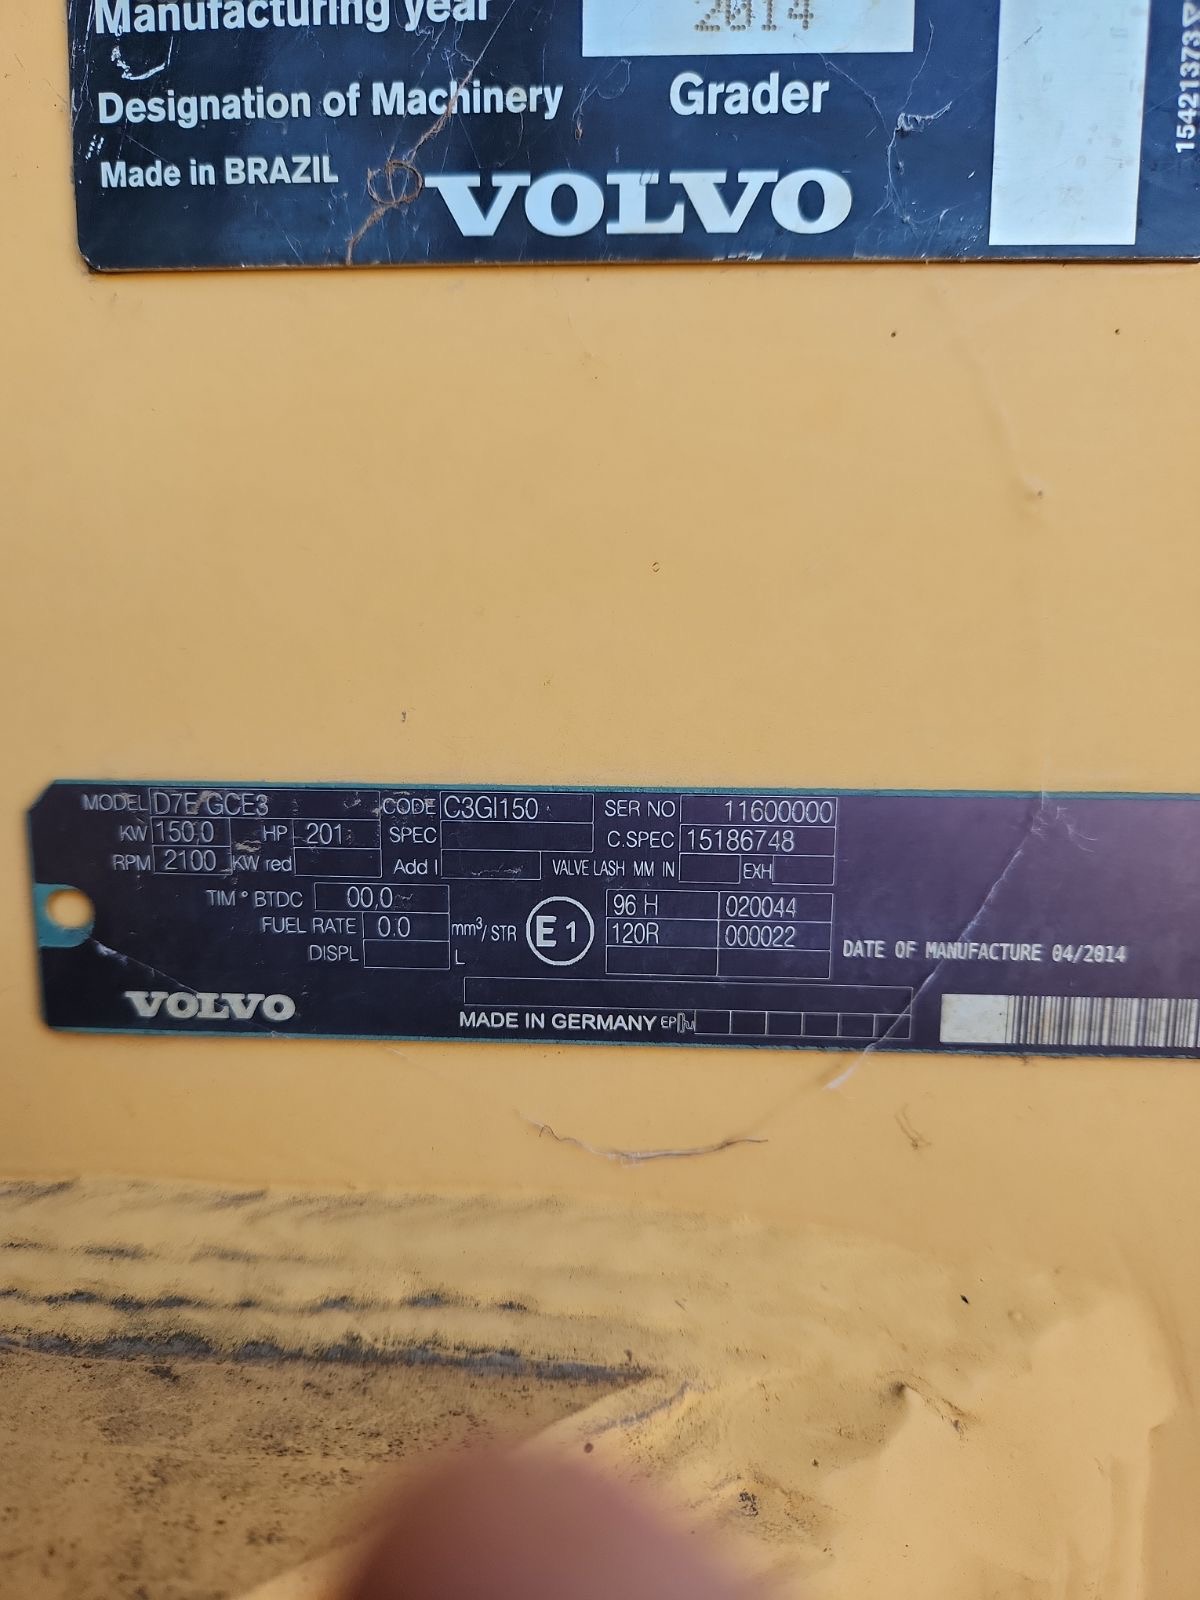 Manufacturing year 2014
Designation of Machinery Grader
Made in BRAZIL
VOLVO
15421373
MODEL D7E GCE3 CODE C3GI150 SER NO 11600000
KW 150,0 HP 201 SPEC C.SPEC 15186748
RPM 2100 KW red Add I VALVE LASH MM IN EXH
TIM ° BTDC 00,0 96 H 020044
FUEL RATE 0.0 mm³/STR E1 120R 000022
DISPL L DATE OF MANUFACTURE 04/2014
VOLVO
MADE IN GERMANY EP